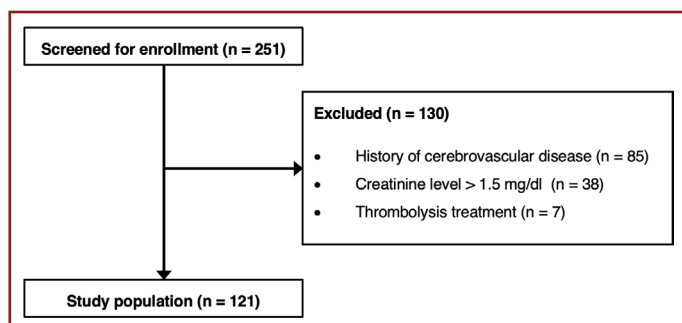 Screened for enrollment (n = 251)
Excluded (n = 130)
• History of cerebrovascular disease (n = 85)
• Creatinine level > 1.5 mg/dl (n = 38)
• Thrombolysis treatment (n = 7)
Study population (n = 121)